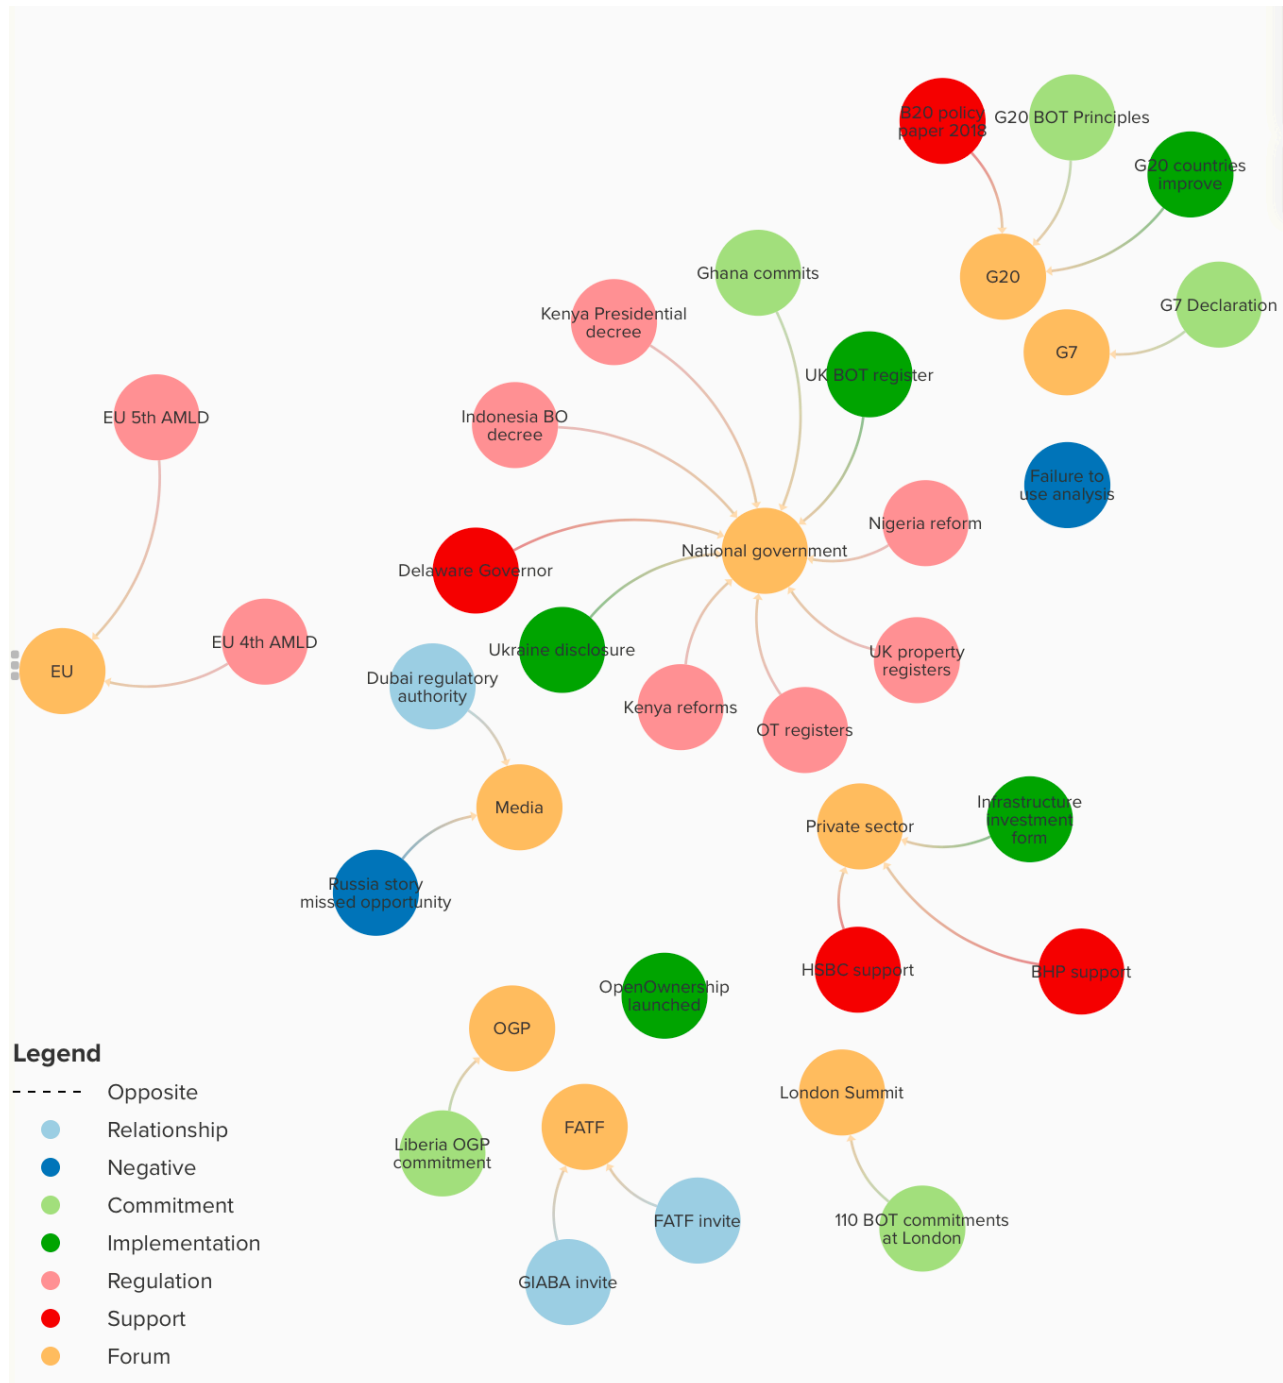 B20 policy
paper 2018
G20 BOT Principles
G20 countries
improve
G20
Ghana commits
G7 Declaration
Kenya Presidential
decree
G7
UK BOT register
EU 5th AMLD
Indonesia BO
decree
Failure to
use analysis
Nigeria reform
National government
Delaware Governor
EU 4th AMLD
Ukraine disclosure
UK property
registers
EU
Dubai regulatory
authority
Kenya reforms
OT registers
Media
Private sector
Infrastructure
investment
form
Russia story
missed opportunity
HSBC support
BHP support
OpenOwnership
launched
OGP
London Summit
FATF
Liberia OGP
commitment
FATF invite
110 BOT commitments
at London
GIABA invite
Legend
Opposite
Relationship
Negative
Commitment
Implementation
Regulation
Support
Forum